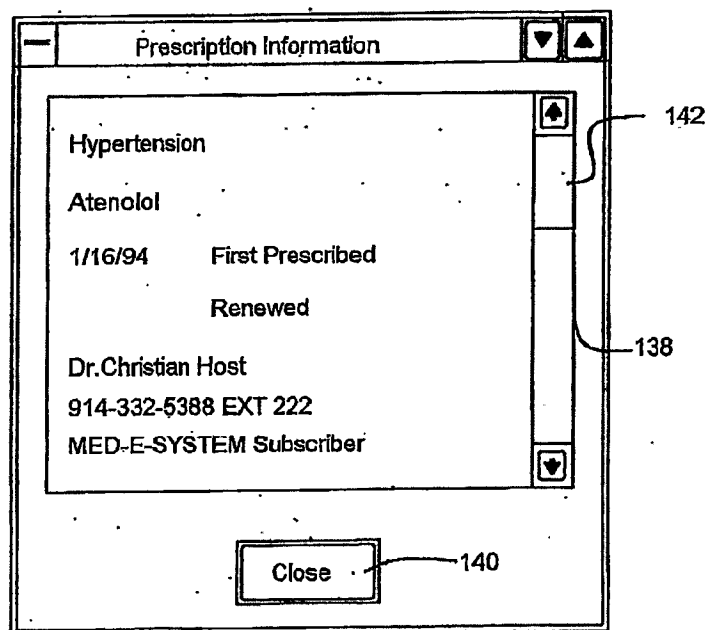 Prescription Information
142
Hypertension
Atenolol
1/16/94 First Prescribed
Renewed
138
Dr.Christian Host
914-332-5388 EXT 222
MED-E-SYSTEM Subscriber
Close
140